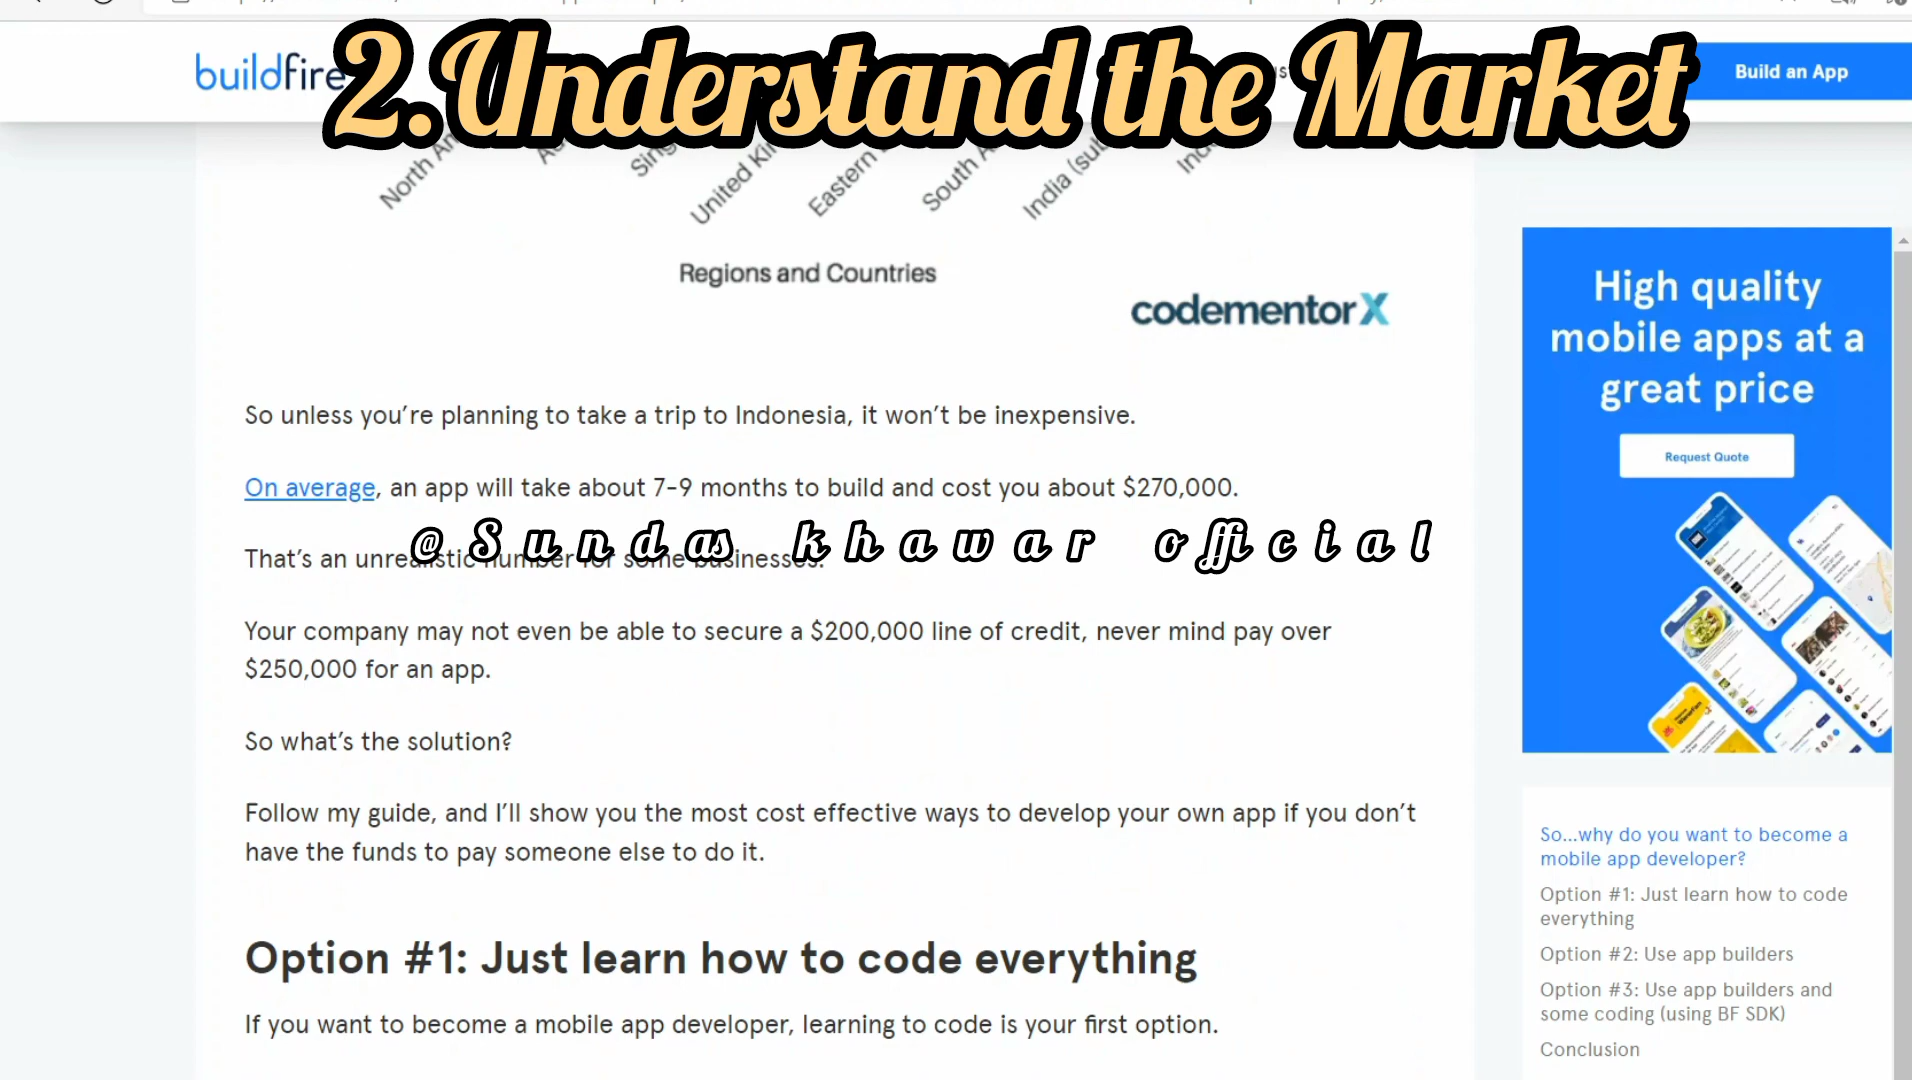 buildfire
2.Understand the Market
Build an App
North
United
Eastern
South
India
Regions and Countries
codementorX
So unless you’re planning to take a trip to Indonesia, it won’t be inexpensive.
On average, an app will take about 7-9 months to build and cost you about $270,000.
@Sundas khawar official
That’s an unrealistic number for some businesses.
Your company may not even be able to secure a $200,000 line of credit, never mind pay over
$250,000 for an app.
So what’s the solution?
Follow my guide, and I’ll show you the most cost effective ways to develop your own app if you don’t
have the funds to pay someone else to do it.
Option #1: Just learn how to code everything
If you want to become a mobile app developer, learning to code is your first option.
High quality
mobile apps at a
great price
Request Quote
So...why do you want to become a
mobile app developer?
Option #1: Just learn how to code
everything
Option #2: Use app builders
Option #3: Use app builders and
some coding (using BF SDK)
Conclusion